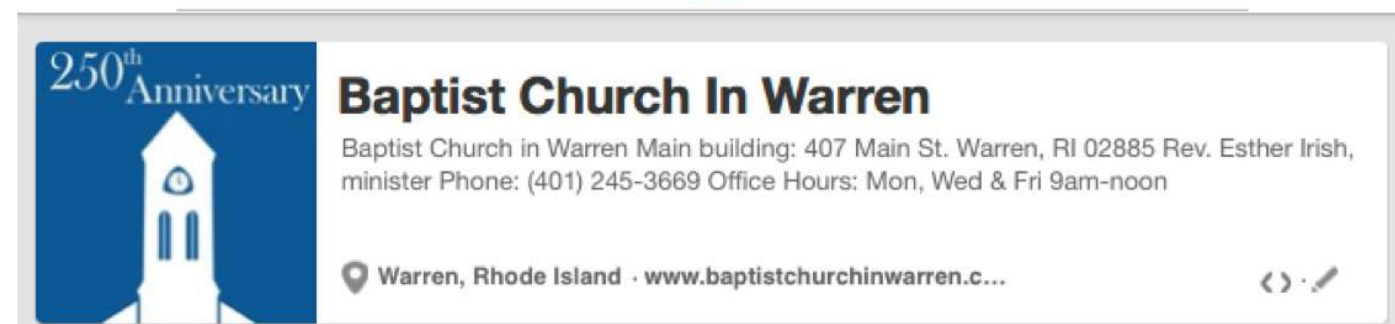 250th Anniversary
Baptist Church In Warren
Baptist Church in Warren Main building: 407 Main St. Warren, RI 02885 Rev. Esther Irish,
minister Phone: (401) 245-3669 Office Hours: Mon, Wed & Fri 9am-noon
Warren, Rhode Island · www.baptistchurchinwarren.c...